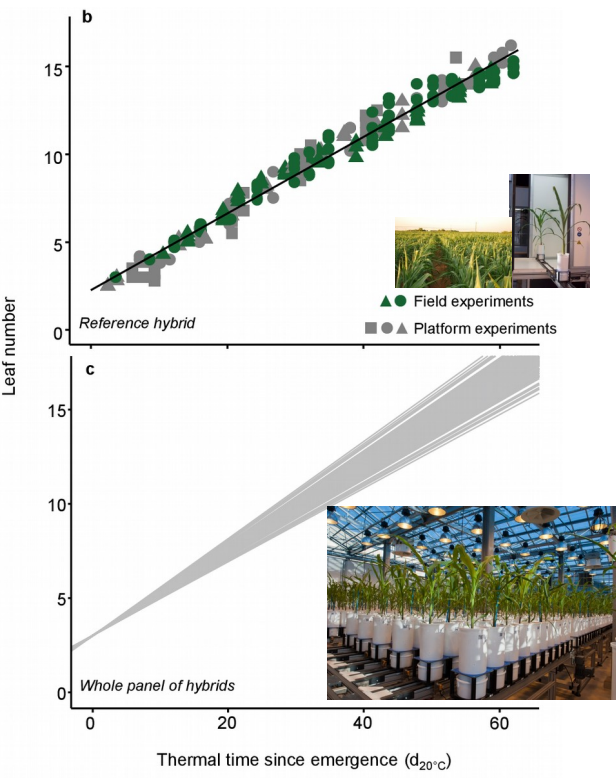 b
15
10
5
0
Reference hybrid
Field experiments
Platform experiments
Leaf number
c
15
10
5
0
Whole panel of hybrids
0
20
40
60
Thermal time since emergence (d20°C)